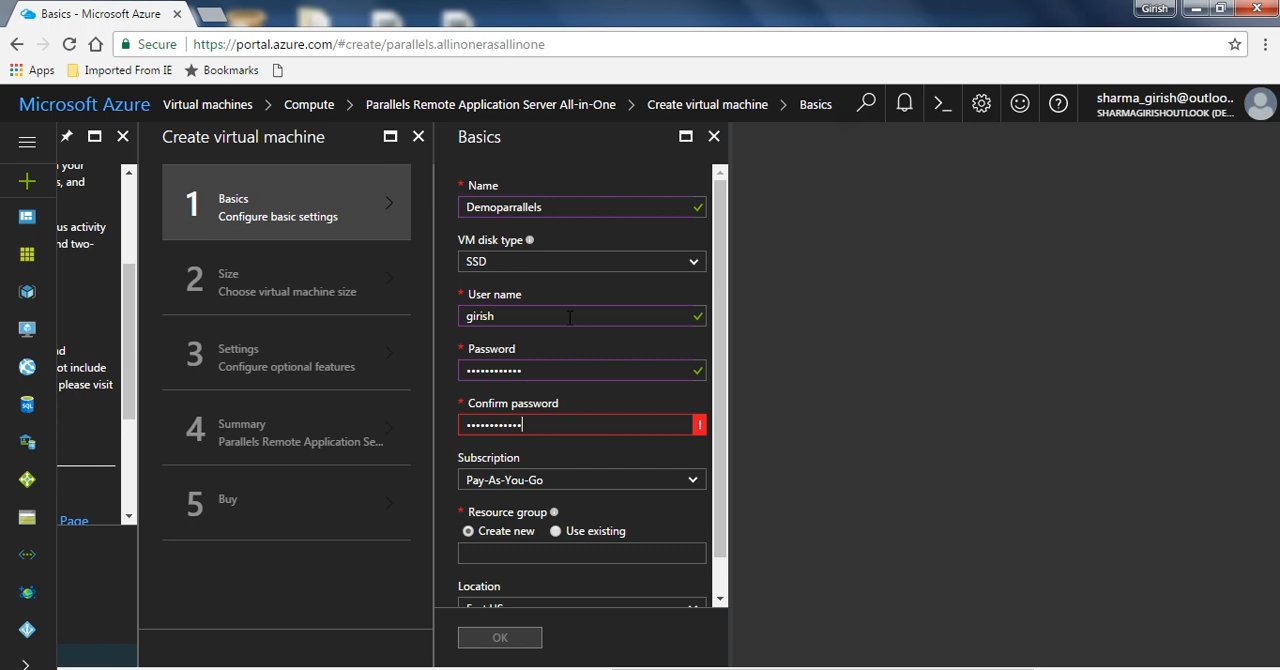 Basics - Microsoft Azure
Girish
Secure
https://portal.azure.com/#create/parallels.allinonerasallinone
Apps
Imported From IE
Bookmarks
Microsoft Azure
Virtual machines > Compute > Parallels Remote Application Server All-in-One > Create virtual machine > Basics
sharma_girish@outloo...
SHARMAGIRISHOUTLOOK (DE...
your
s, and
us activity
nd two-
nd
ot include
please visit
Page
Create virtual machine
1
Basics
Configure basic settings
2
Size
Choose virtual machine size
3
Settings
Configure optional features
4
Summary
Parallels Remote Application Se...
5
Buy
Basics
* Name
Demoparrallels
VM disk type
SSD
* User name
girish
* Password
••••••••••••
* Confirm password
••••••••••••
Subscription
Pay-As-You-Go
* Resource group
Create new
Use existing
Location
East US
OK